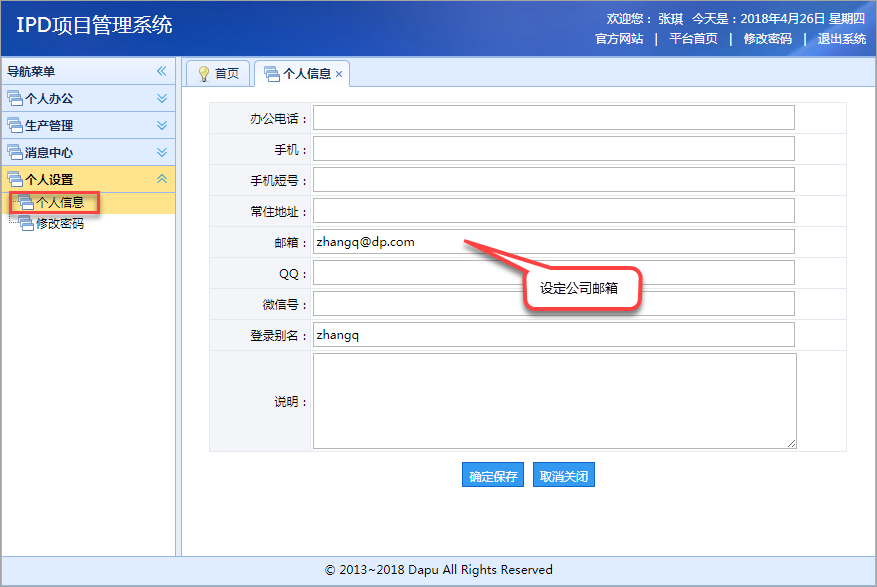 IPD项目管理系统
欢迎您： 张琪 今天是：2018年4月26日 星期四
官方网站 | 平台首页 | 修改密码 | 退出系统
导航菜单
首页
个人信息 ×
个人办公
生产管理
消息中心
个人设置
个人信息
修改密码
办公电话：
手机：
手机短号：
常住地址：
邮箱： zhangq@dp.com
QQ：
设定公司邮箱
微信号：
登录别名： zhangq
说明：
确定保存 取消关闭
© 2013~2018 Dapu All Rights Reserved